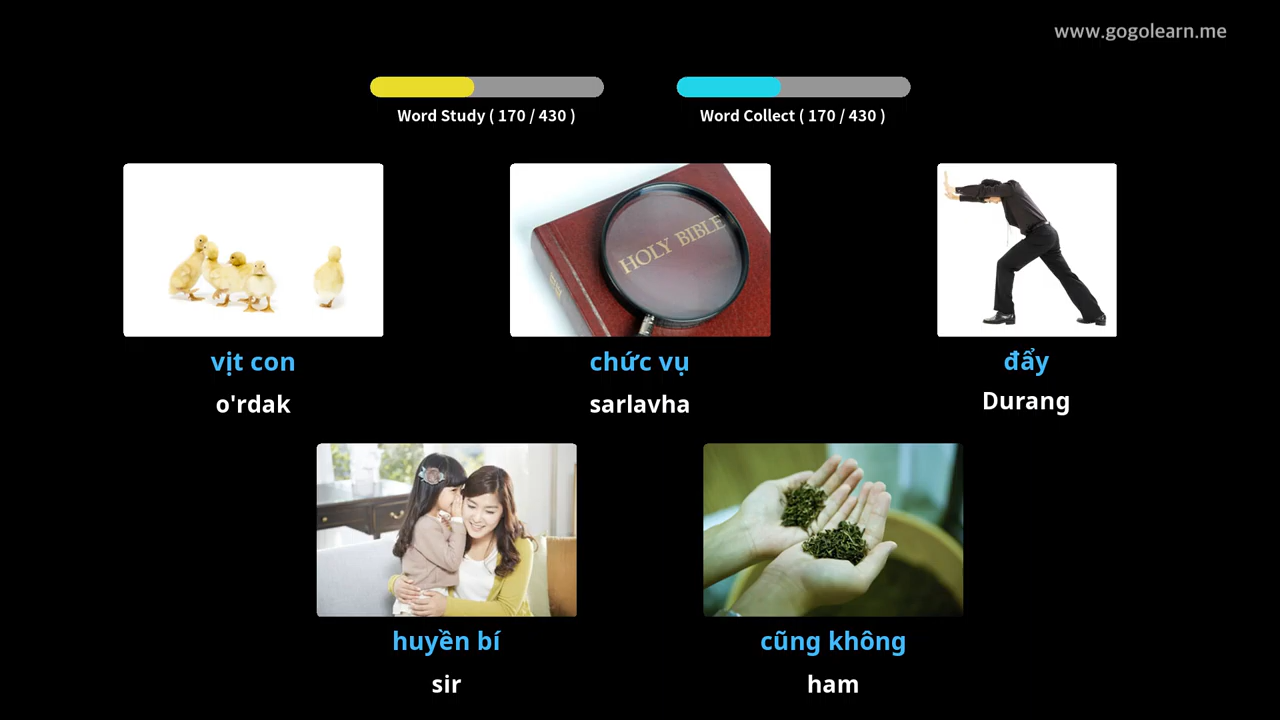 www.gogolearn.me
Word Study ( 170 / 430 )
Word Collect ( 170 / 430 )
HOLY BIBLE
vịt con
o'rdak
chức vụ
sarlavha
đẩy
Durang
huyền bí
sir
cũng không
ham